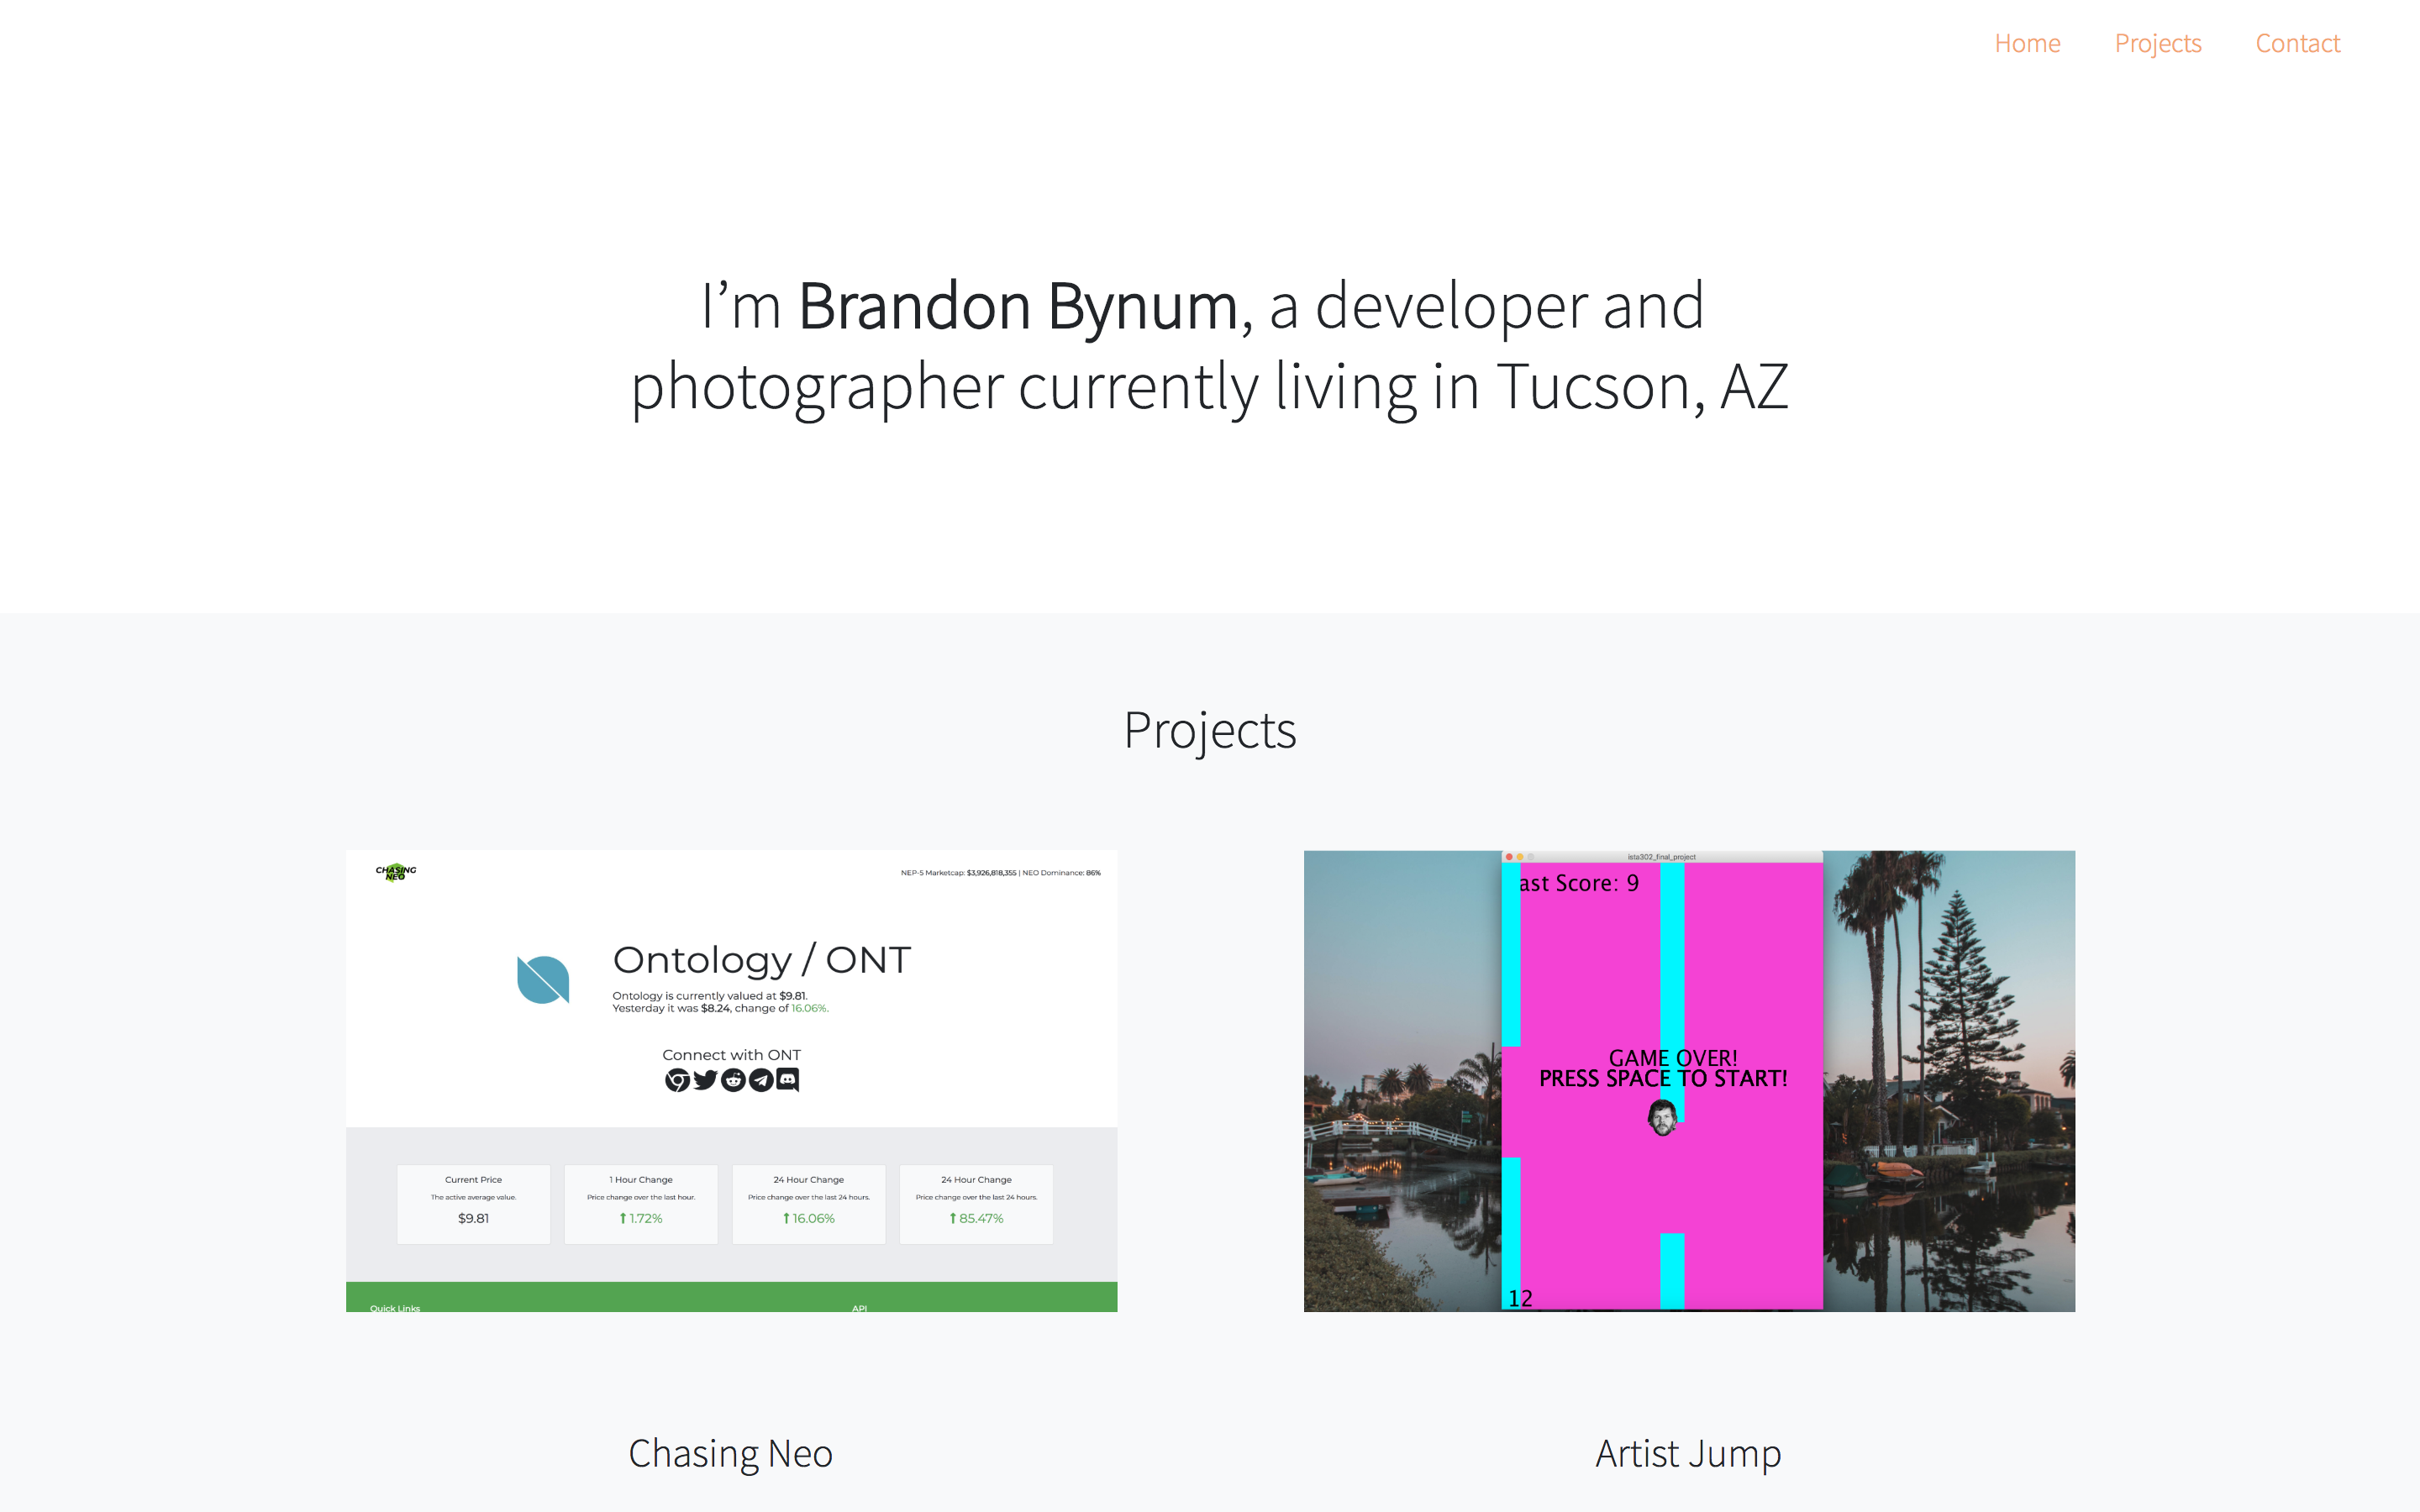 Home Projects Contact
I’m Brandon Bynum, a developer and
photographer currently living in Tucson, AZ
Projects
CHASING
NEO
NEP-5 Marketcap: $3,926,818,355 | NEO Dominance: 86%
Ontology / ONT
Ontology is currently valued at $9.81.
Yesterday it was $8.24, change of 16.06%.
Connect with ONT
Current Price
The active average value.
$9.81
1 Hour Change
Price change over the last hour.
1.72%
24 Hour Change
Price change over the last 24 hours.
16.06%
24 Hour Change
Price change over the last 24 hours.
85.47%
Quick Links
API
ista302_final_project
ast Score: 9
GAME OVER!
PRESS SPACE TO START!
12
Chasing Neo
Artist Jump